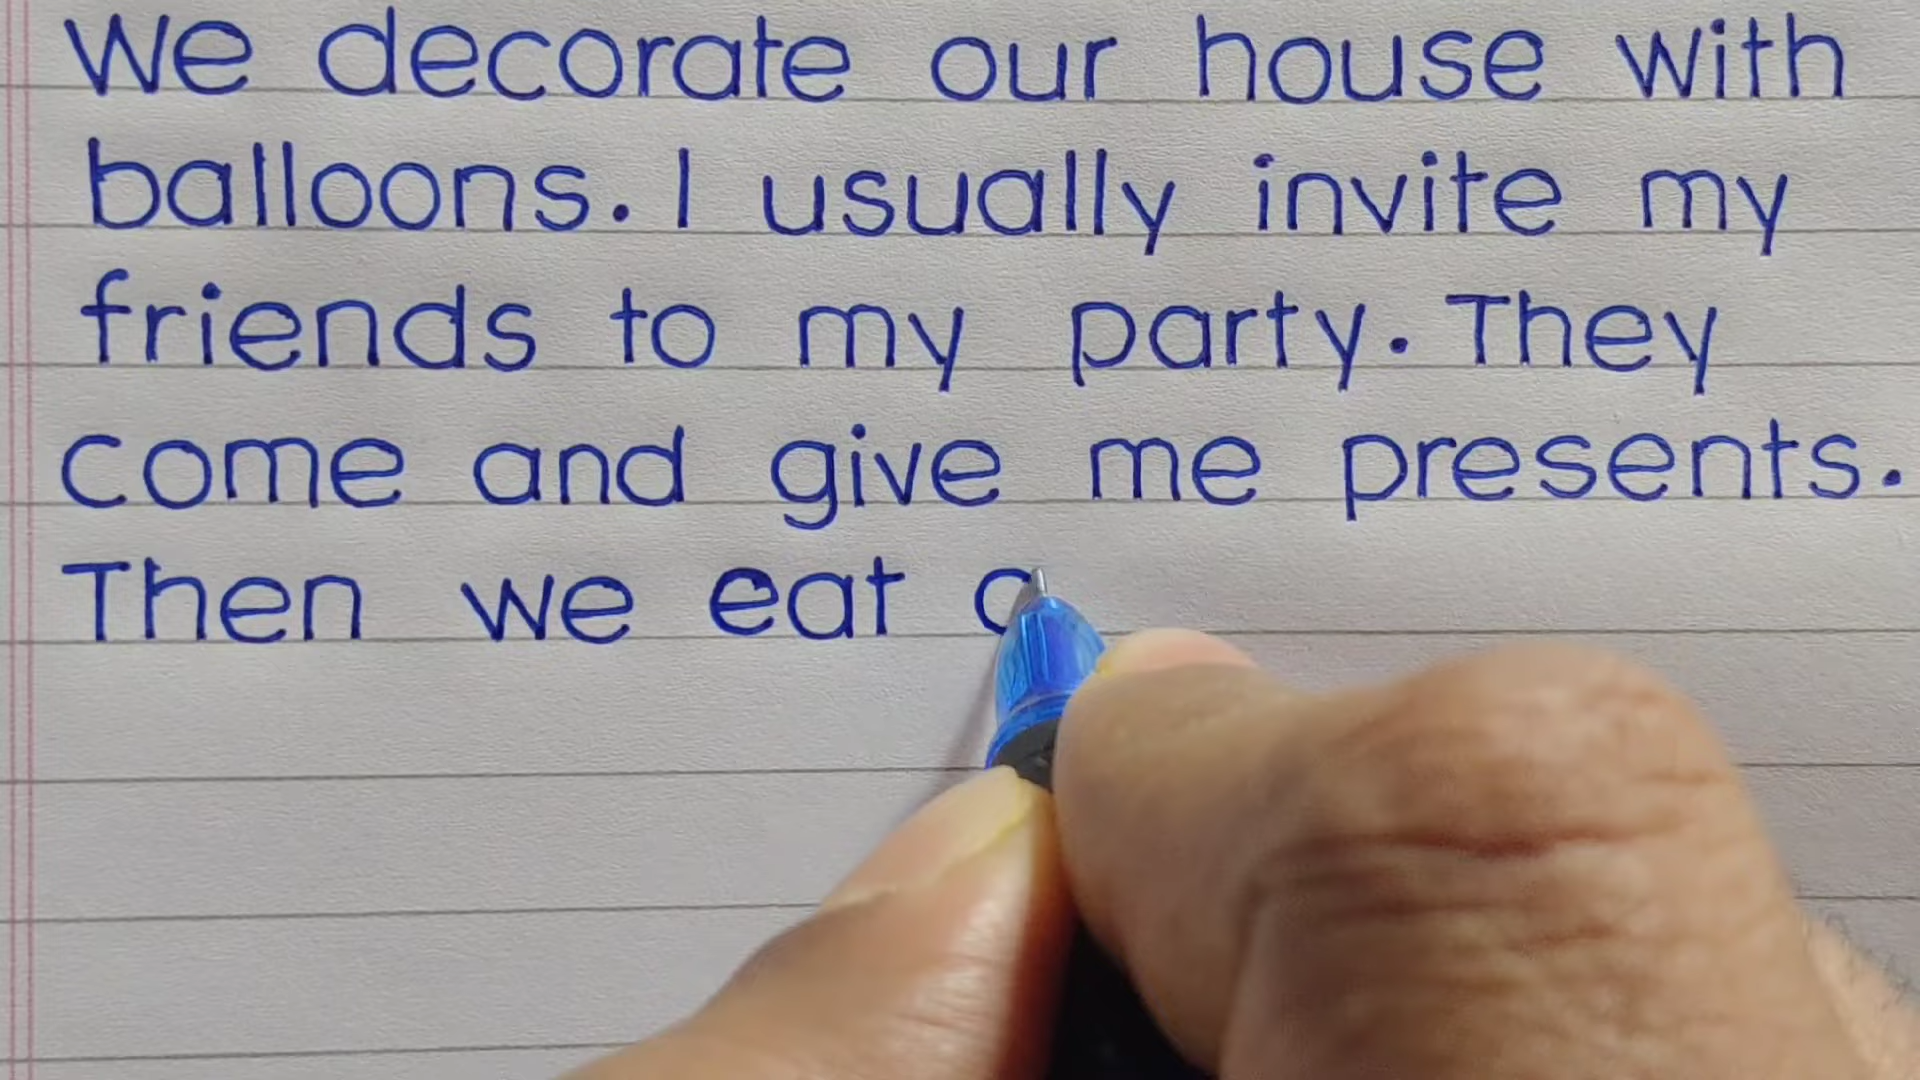 We decorate our house with
balloons. I usually invite my
friends to my party. They
come and give me presents.
Then we eat